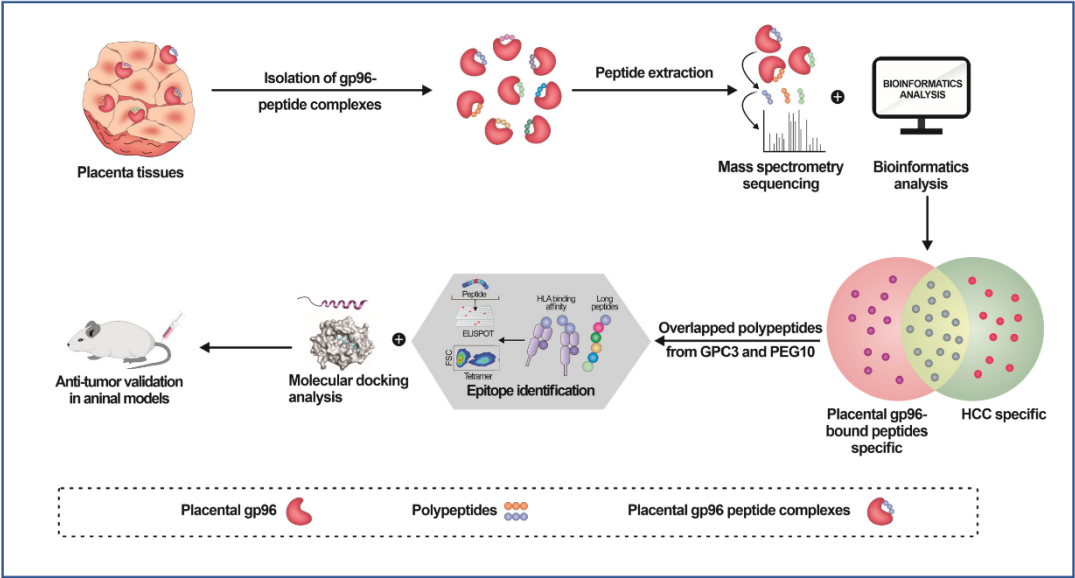 Isolation of gp96-
peptide complexes
Peptide extraction
BIOINFORMATICS
ANALYSIS
Placenta tissues
Mass spectrometry
sequencing
Bioinformatics
analysis
Overlapped polypeptides
from GPC3 and PEG10
Peptide
ELISPOT
FSC
Tetramer
HLA binding
affinity
Long
peptides
Epitope identification
Molecular docking
analysis
Anti-tumor validation
in aninal models
Placental gp96-
bound peptides
specific
HCC specific
Placental gp96
Polypeptides
Placental gp96 peptide complexes